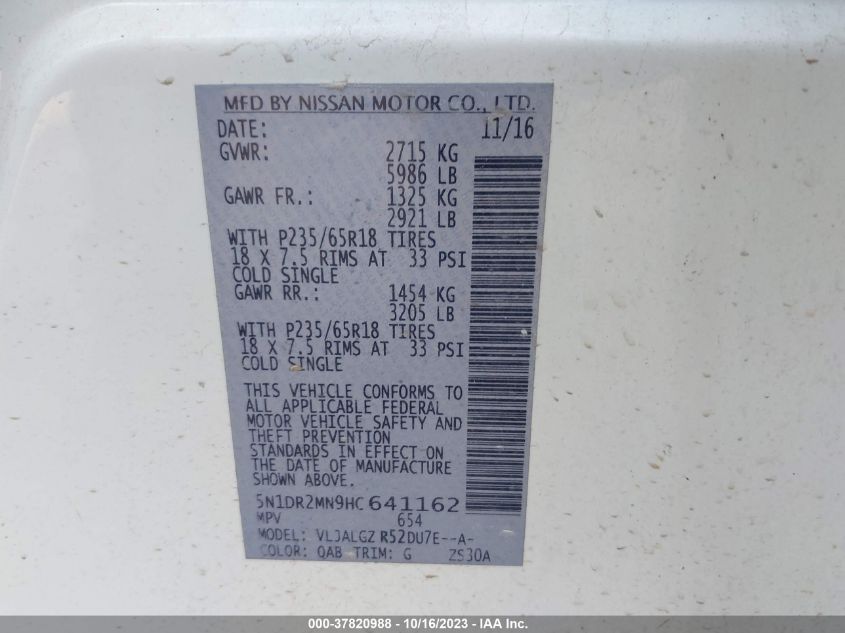 MFD BY NISSAN MOTOR CO., LTD.
DATE: 11/16
GVWR: 2715 KG
5986 LB
GAWR FR.: 1325 KG
2921 LB
WITH P235/65R18 TIRES
18 X 7.5 RIMS AT 33 PSI
COLD SINGLE
GAWR RR.: 1454 KG
3205 LB
WITH P235/65R18 TIRES
18 X 7.5 RIMS AT 33 PSI
COLD SINGLE
THIS VEHICLE CONFORMS TO
ALL APPLICABLE FEDERAL
MOTOR VEHICLE SAFETY AND
THEFT PREVENTION
STANDARDS IN EFFECT ON
THE DATE OF MANUFACTURE
SHOWN ABOVE.
5N1DR2MN9HC641162
MPV 654
MODEL: VLJALGZ R52DU7E--A-
COLOR: QAB TRIM: G ZS30A
000-37820988 - 10/16/2023 - IAA Inc.